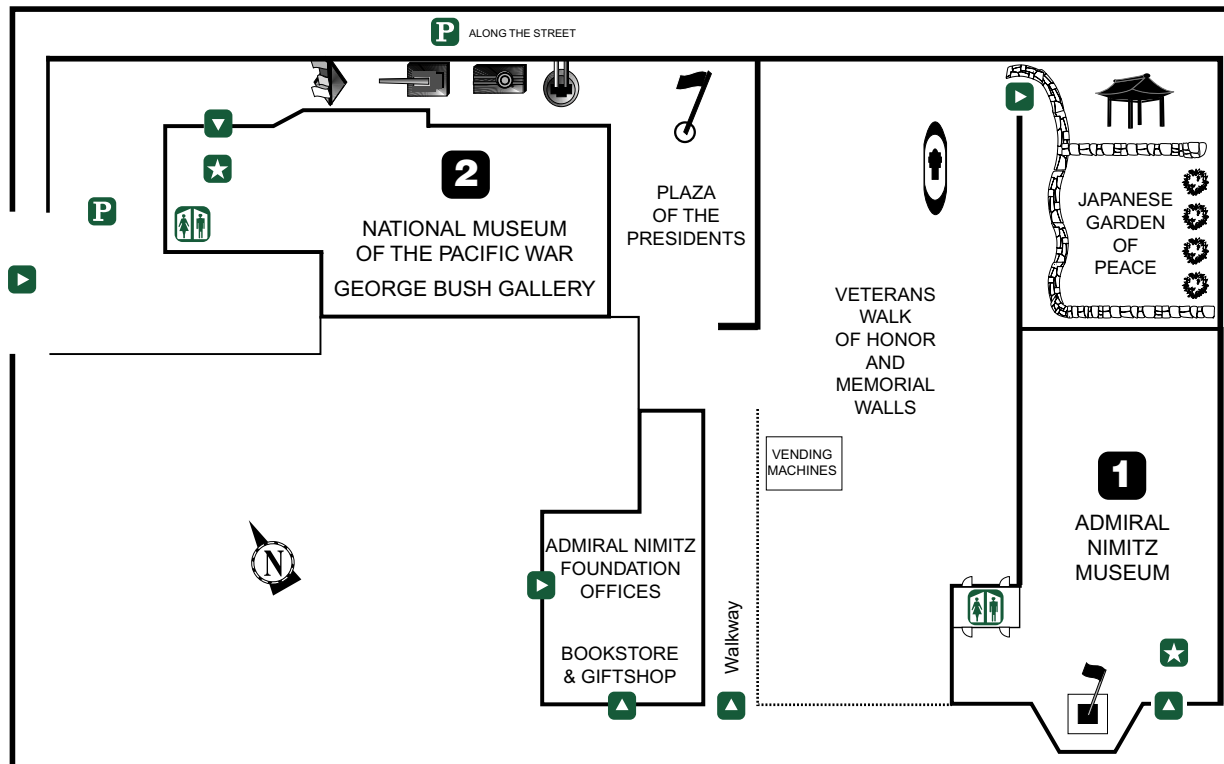 P ALONG THE STREET
2
NATIONAL MUSEUM
OF THE PACIFIC WAR
GEORGE BUSH GALLERY
P
PLAZA
OF THE
PRESIDENTS
JAPANESE
GARDEN
OF
PEACE
VETERANS
WALK
OF HONOR
AND
MEMORIAL
WALLS
VENDING
MACHINES
1
ADMIRAL
NIMITZ
MUSEUM
N
ADMIRAL NIMITZ
FOUNDATION
OFFICES
BOOKSTORE
& GIFTSHOP
Walkway